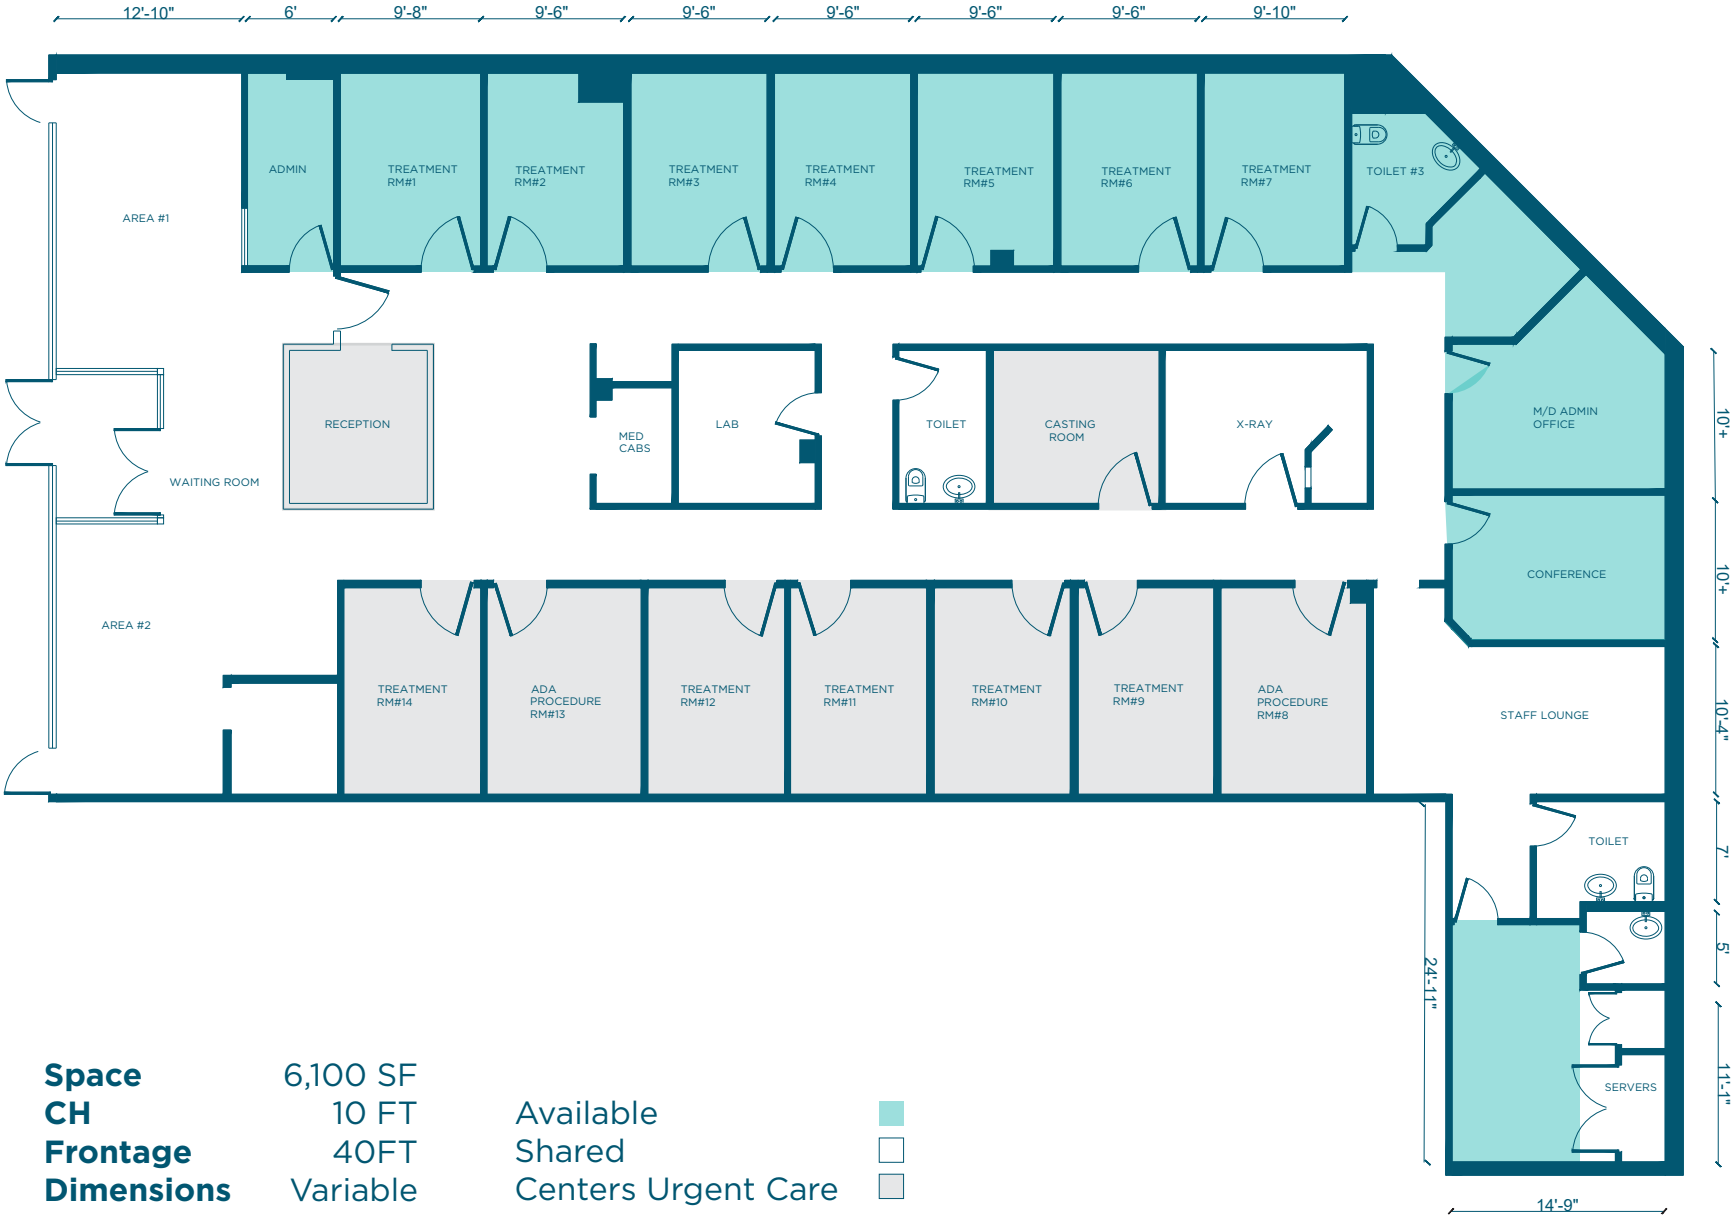 12'-10"
6'
9'-8"
9'-6"
9'-6"
9'-6"
9'-6"
9'-6"
9'-10"
ADMIN
TREATMENT
RM#1
TREATMENT
RM#2
TREATMENT
RM#3
TREATMENT
RM#4
TREATMENT
RM#5
TREATMENT
RM#6
TREATMENT
RM#7
TOILET #3
AREA #1
RECEPTION
MED
CABS
LAB
TOILET
CASTING
ROOM
X-RAY
M/D ADMIN
OFFICE
10'+
WAITING ROOM
CONFERENCE
10'+
AREA #2
TREATMENT
RM#14
ADA
PROCEDURE
RM#13
TREATMENT
RM#12
TREATMENT
RM#11
TREATMENT
RM#10
TREATMENT
RM#9
ADA
PROCEDURE
RM#8
STAFF LOUNGE
10'-4"
TOILET
7'
5'
24'-11"
SERVERS
11'-1"
14'-9"
Space 6,100 SF
CH 10 FT
Frontage 40FT
Dimensions Variable
Available
Shared
Centers Urgent Care